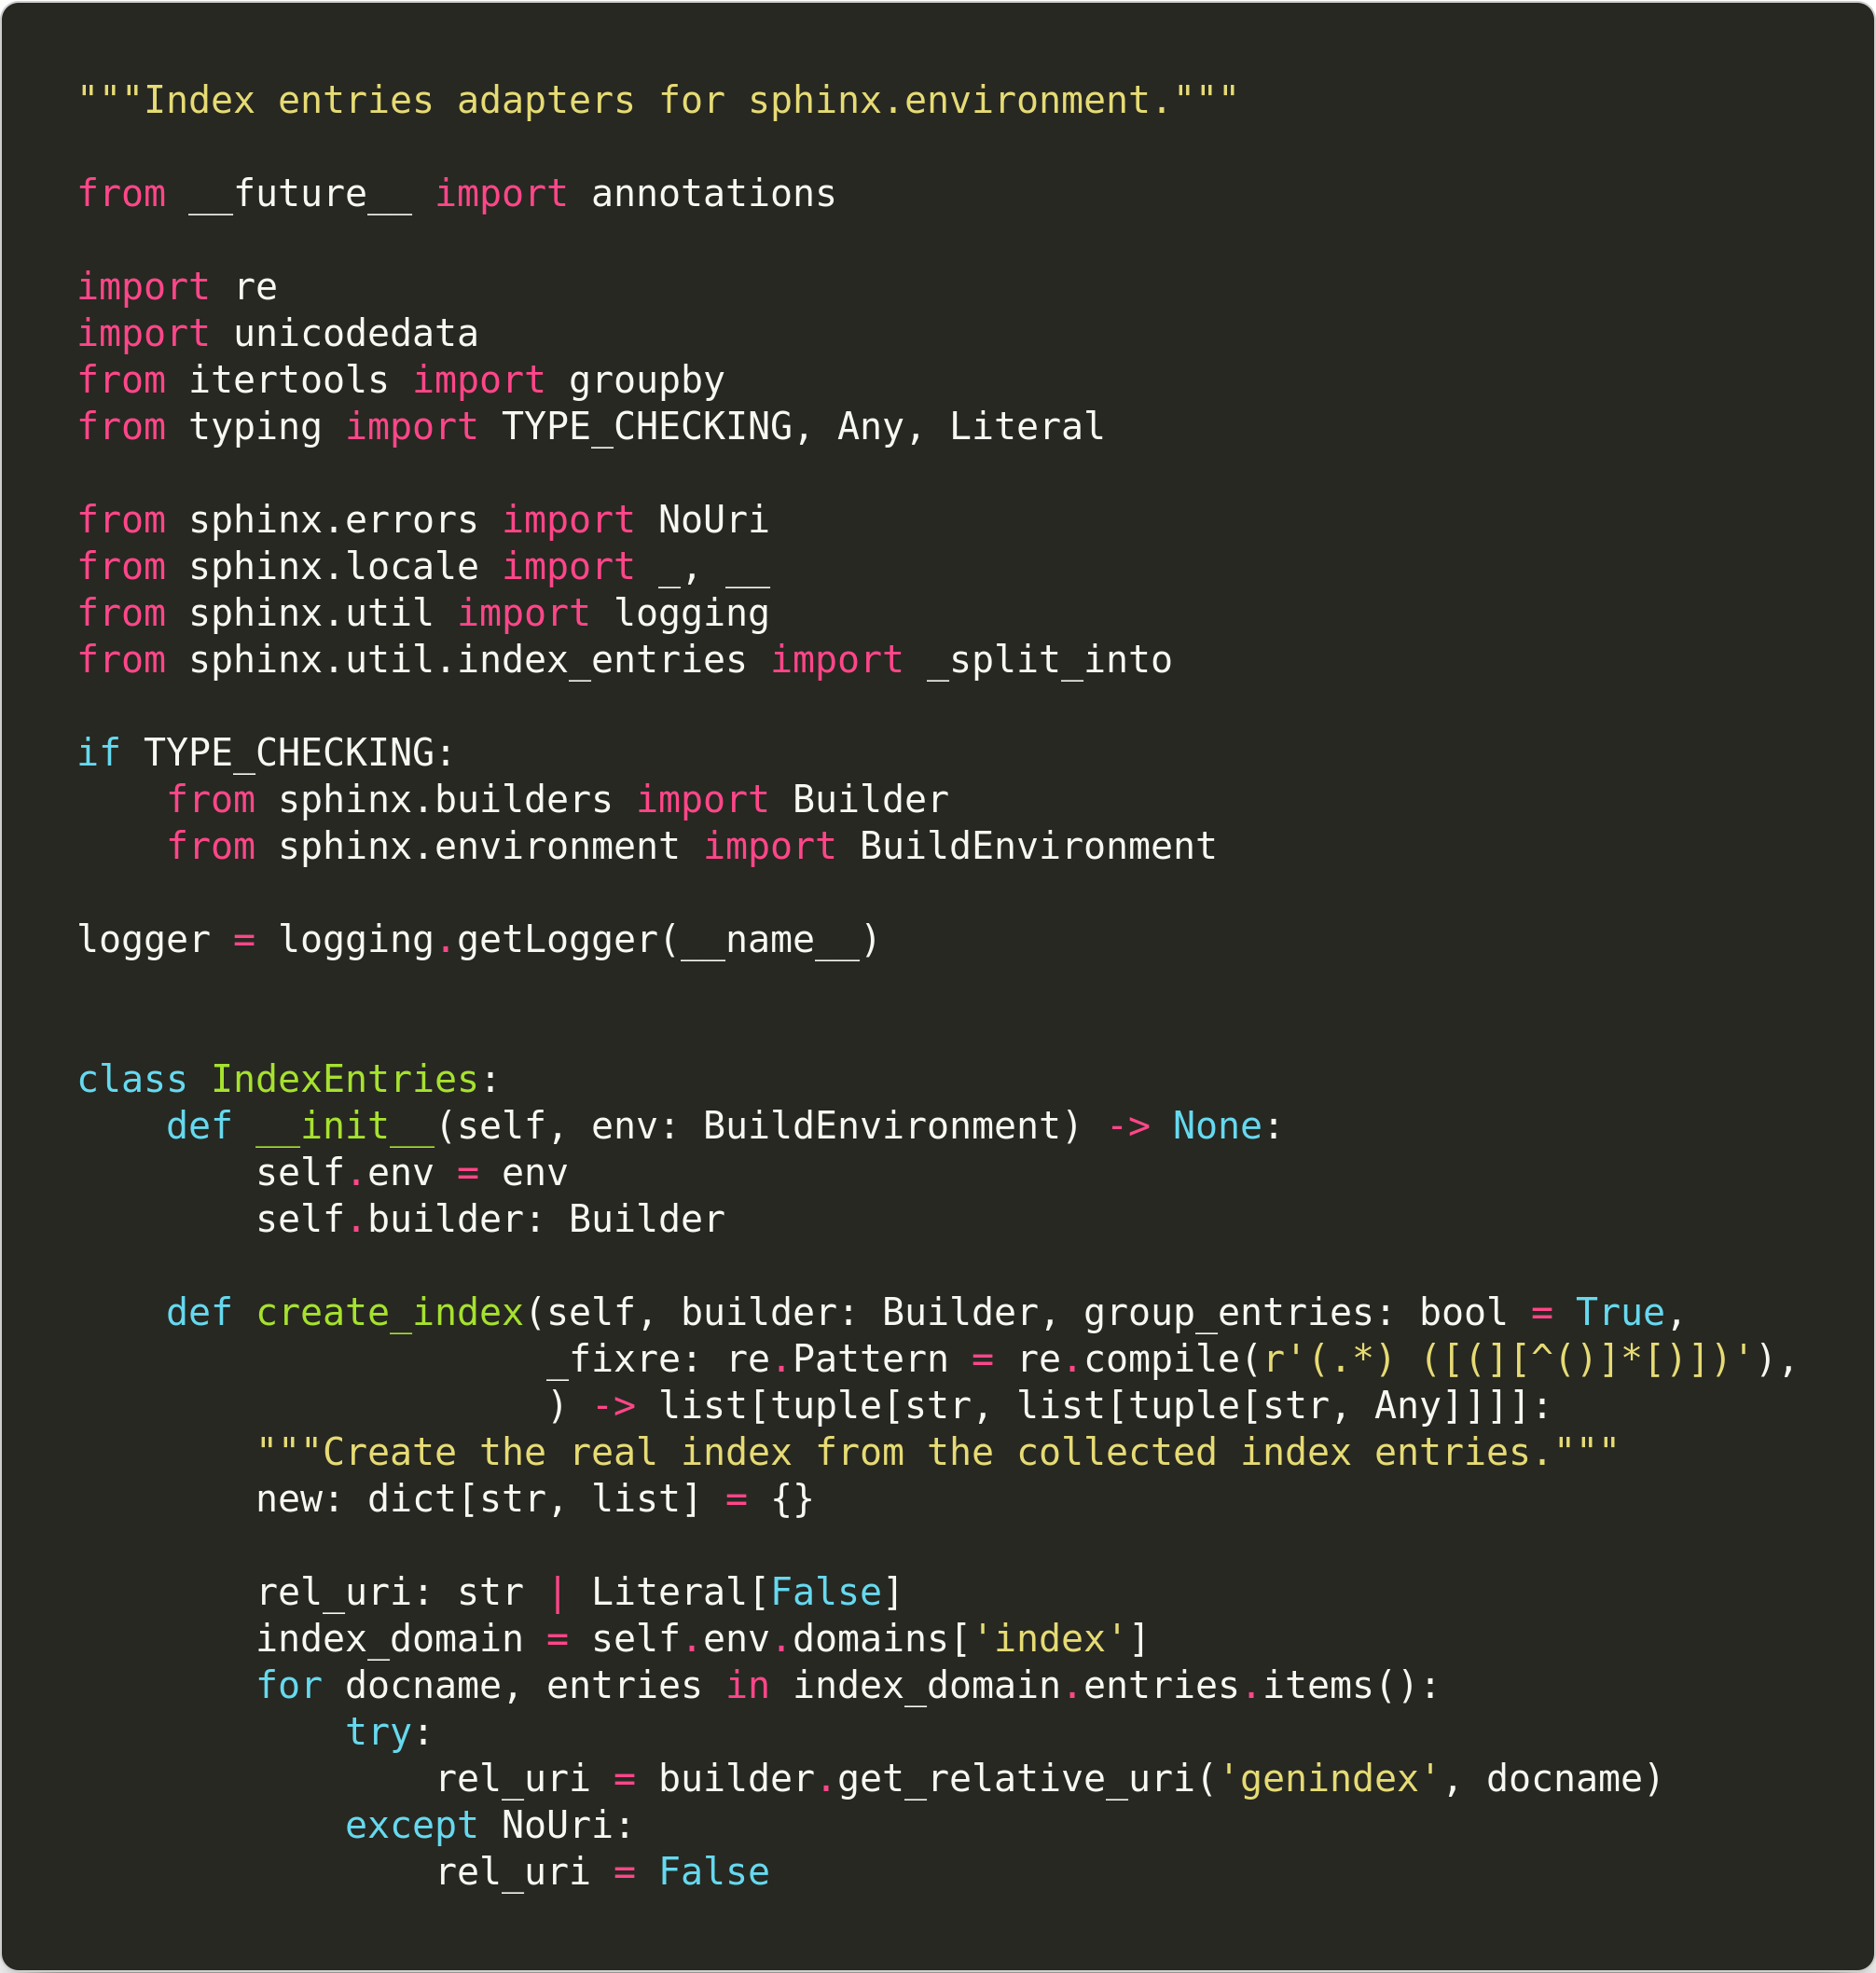 """Index entries adapters for sphinx.environment."""

from __future__ import annotations

import re
import unicodedata
from itertools import groupby
from typing import TYPE_CHECKING, Any, Literal

from sphinx.errors import NoUri
from sphinx.locale import _, __
from sphinx.util import logging
from sphinx.util.index_entries import _split_into

if TYPE_CHECKING:
    from sphinx.builders import Builder
    from sphinx.environment import BuildEnvironment

logger = logging.getLogger(__name__)


class IndexEntries:
    def __init__(self, env: BuildEnvironment) -> None:
        self.env = env
        self.builder: Builder

    def create_index(self, builder: Builder, group_entries: bool = True,
                     _fixre: re.Pattern = re.compile(r'(.*) ([(][^()]*[)])'),
                     ) -> list[tuple[str, list[tuple[str, Any]]]]:
        """Create the real index from the collected index entries."""
        new: dict[str, list] = {}

        rel_uri: str | Literal[False]
        index_domain = self.env.domains['index']
        for docname, entries in index_domain.entries.items():
            try:
                rel_uri = builder.get_relative_uri('genindex', docname)
            except NoUri:
                rel_uri = False